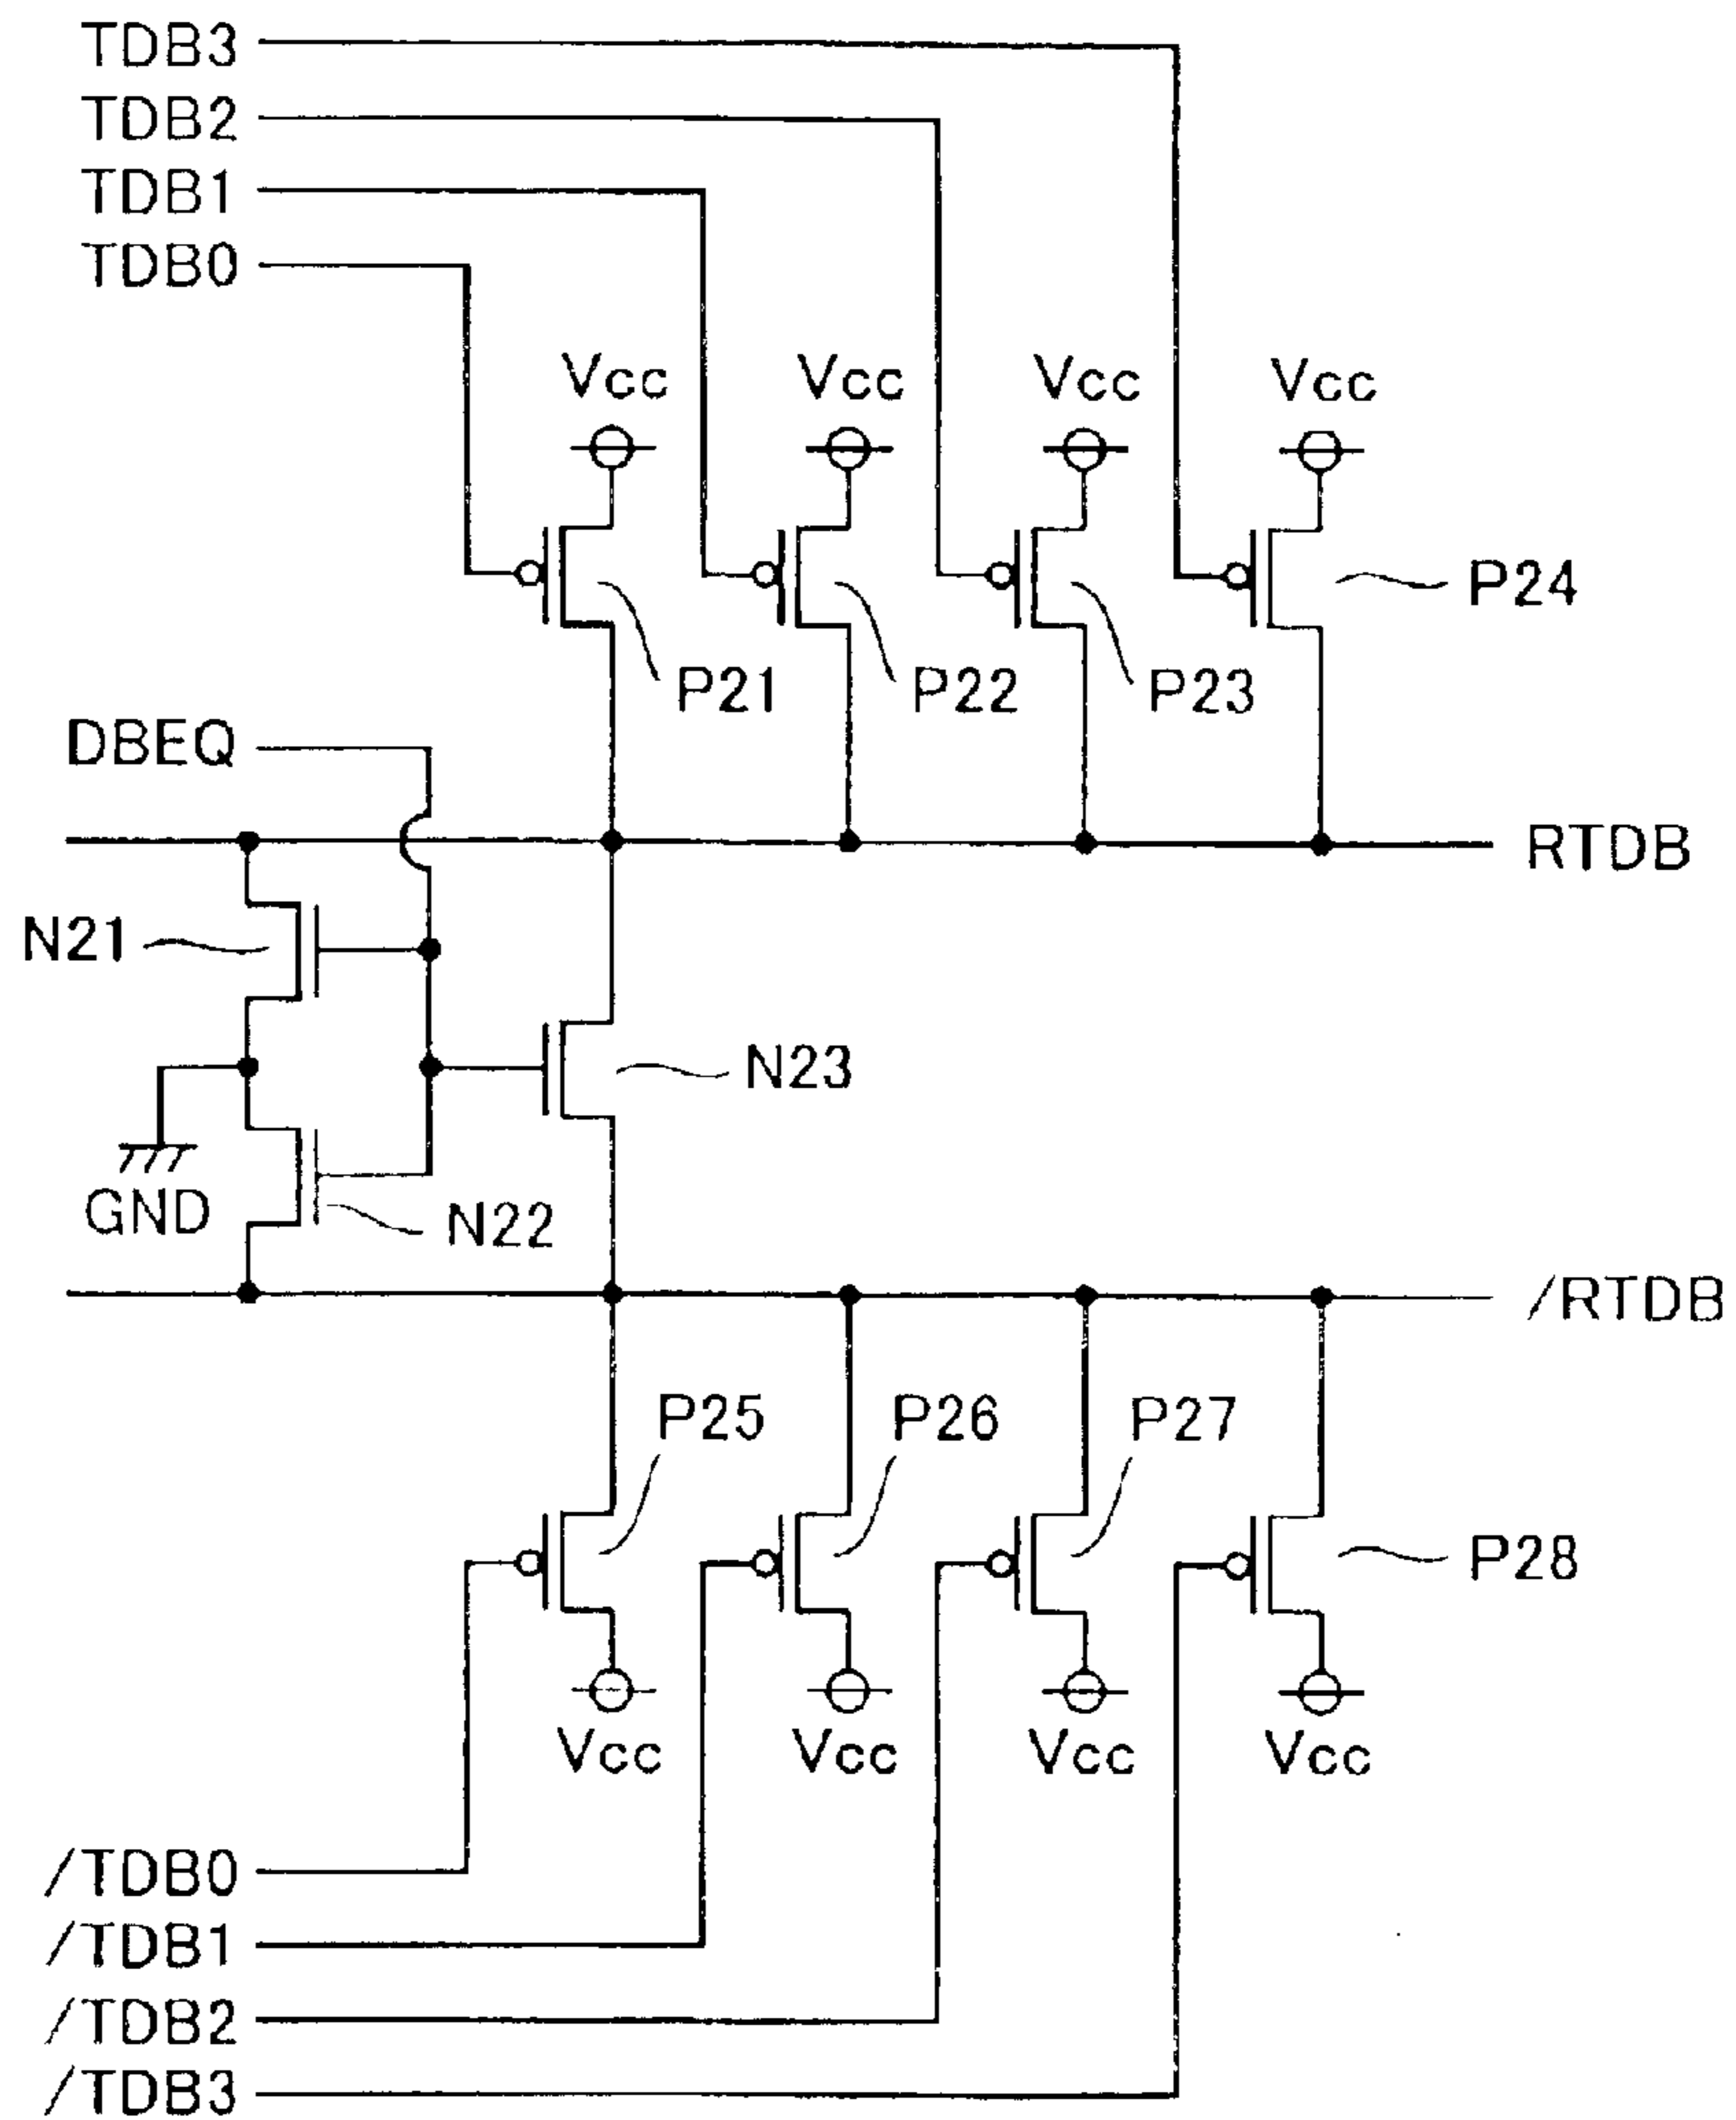 TDB3
TDB2
TDB1
TDB0
Vcc Vcc Vcc Vcc
P24
P21 P22 P23
DBEQ
RTDB
N21
N23
GND
N22
/RTDB
P25 P26 P27
P28
Vcc Vcc Vcc Vcc
/TDB0
/TDB1
/TDB2
/TDB3